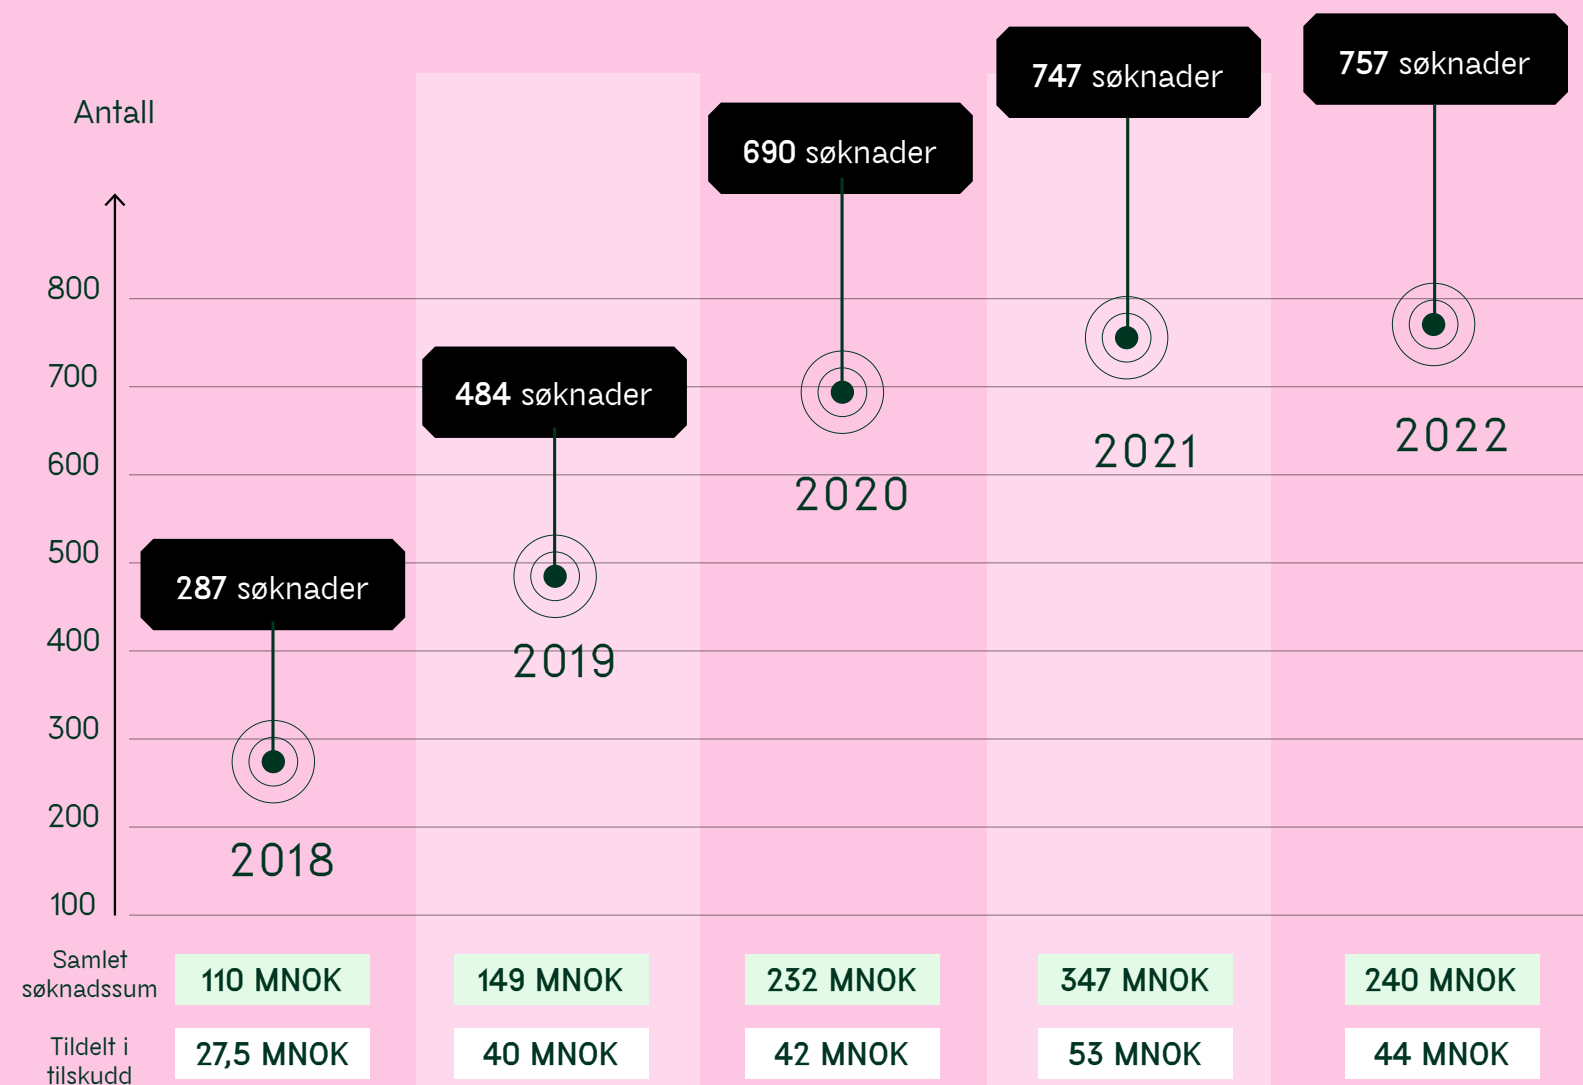 Antall
800
700
600
500
400
300
200
100
287 søknader
2018
484 søknader
2019
690 søknader
2020
747 søknader
2021
757 søknader
2022
Samlet
søknadssum
110 MNOK
149 MNOK
232 MNOK
347 MNOK
240 MNOK
Tildelt i
tilskudd
27,5 MNOK
40 MNOK
42 MNOK
53 MNOK
44 MNOK